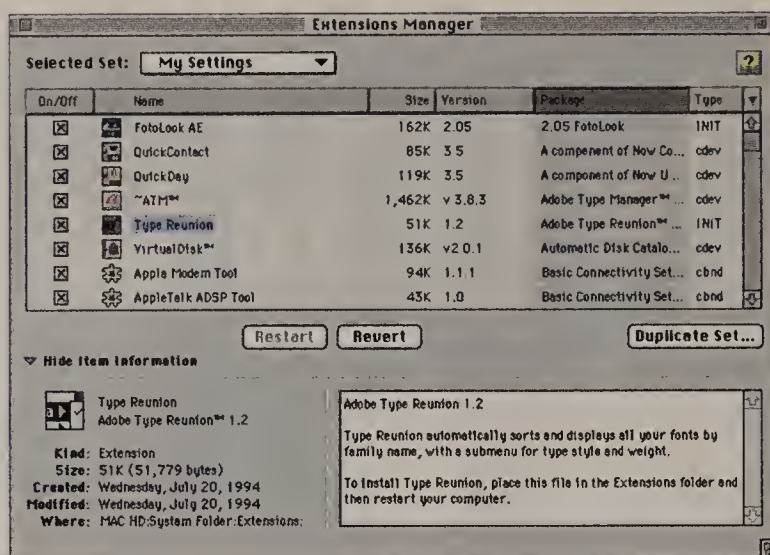 Extensions Manager
Selected Set: My Settings
On/Off Name Size Version Package Type
FotoLook AE 162K 2.05 2.05 FotoLook INIT
QuickContact 85K 3.5 A component of Now Co... cdev
QuickDay 119K 3.5 A component of Now U... cdev
~ATM™ 1,462K v 3.8.3 Adobe Type Manager™ ... cdev
Type Reunion 51K 1.2 Adobe Type Reunion™ ... INIT
VirtualDisk™ 136K v2.0.1 Automatic Disk Catalo... cdev
Apple Modem Tool 94K 1.1.1 Basic Connectivity Set... cbnd
AppleTalk ADSP Tool 43K 1.0 Basic Connectivity Set... cbnd
Restart Revert Duplicate Set...
Hide Item Information
Type Reunion
Adobe Type Reunion™ 1.2
Kind: Extension
Size: 51K (51,779 bytes)
Created: Wednesday, July 20, 1994
Modified: Wednesday, July 20, 1994
Where: MAC HD:System Folder:Extensions:
Adobe Type Reunion 1.2
Type Reunion automatically sorts and displays all your fonts by
family name, with a submenu for type style and weight.
To install Type Reunion, place this file in the Extensions folder and
then restart your computer.